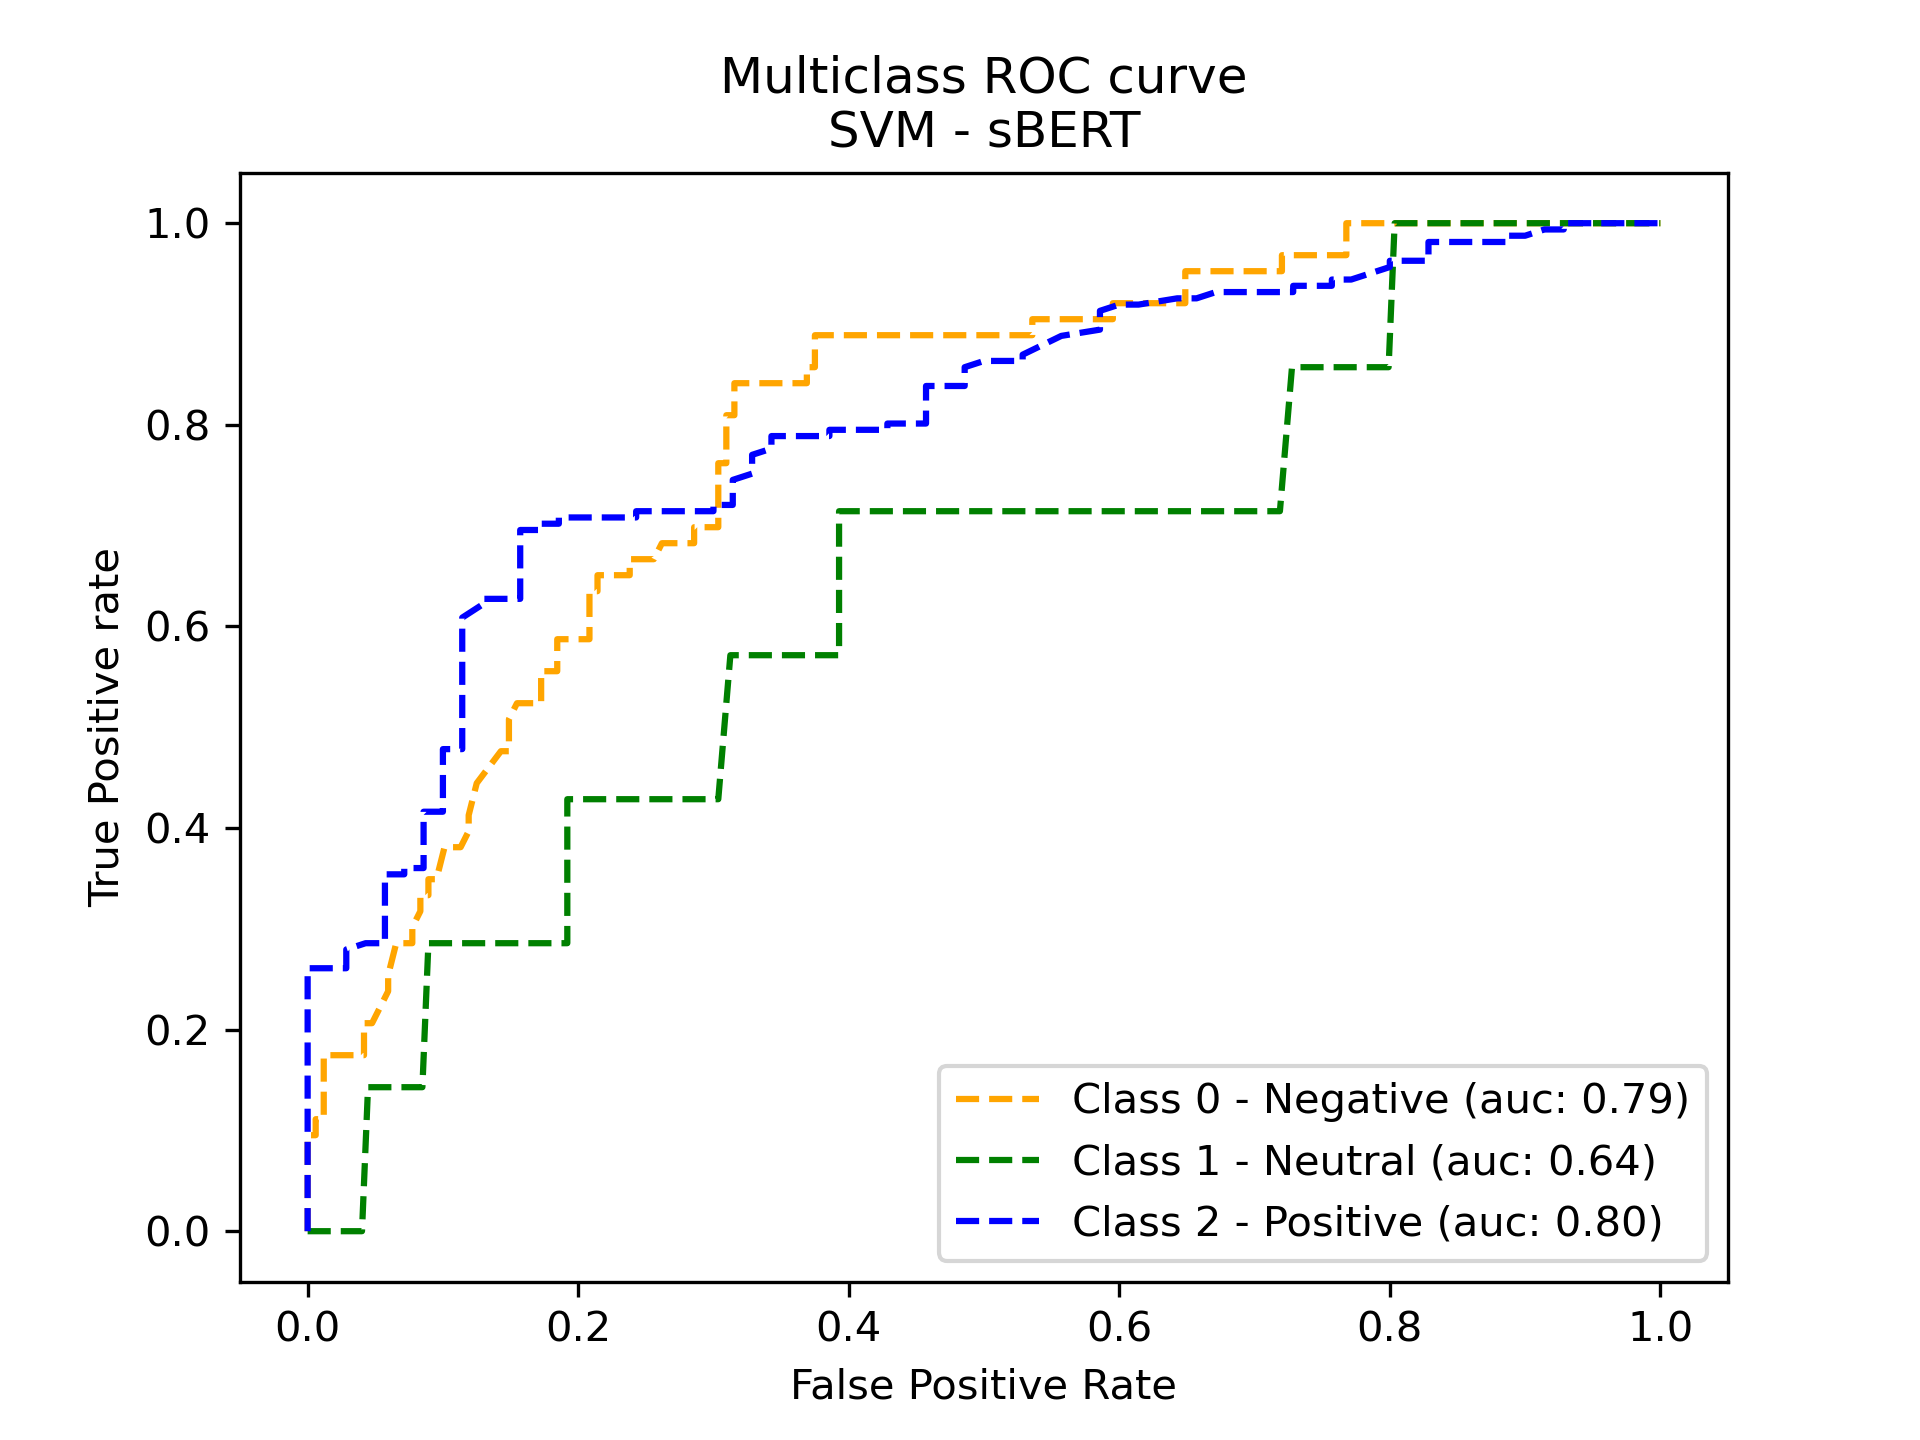 Multiclass ROC curve
SVM - sBERT
True Positive rate
1.0
0.8
0.6
0.4
0.2
0.0
Class 0 - Negative (auc: 0.79)
Class 1 - Neutral (auc: 0.64)
Class 2 - Positive (auc: 0.80)
0.0 0.2 0.4 0.6 0.8 1.0
False Positive Rate